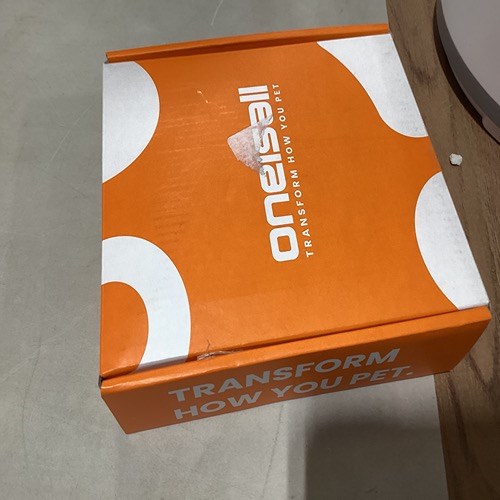 oneisall
TRANSFORM HOW YOU PET
TRANSFORM
HOW YOU PET.